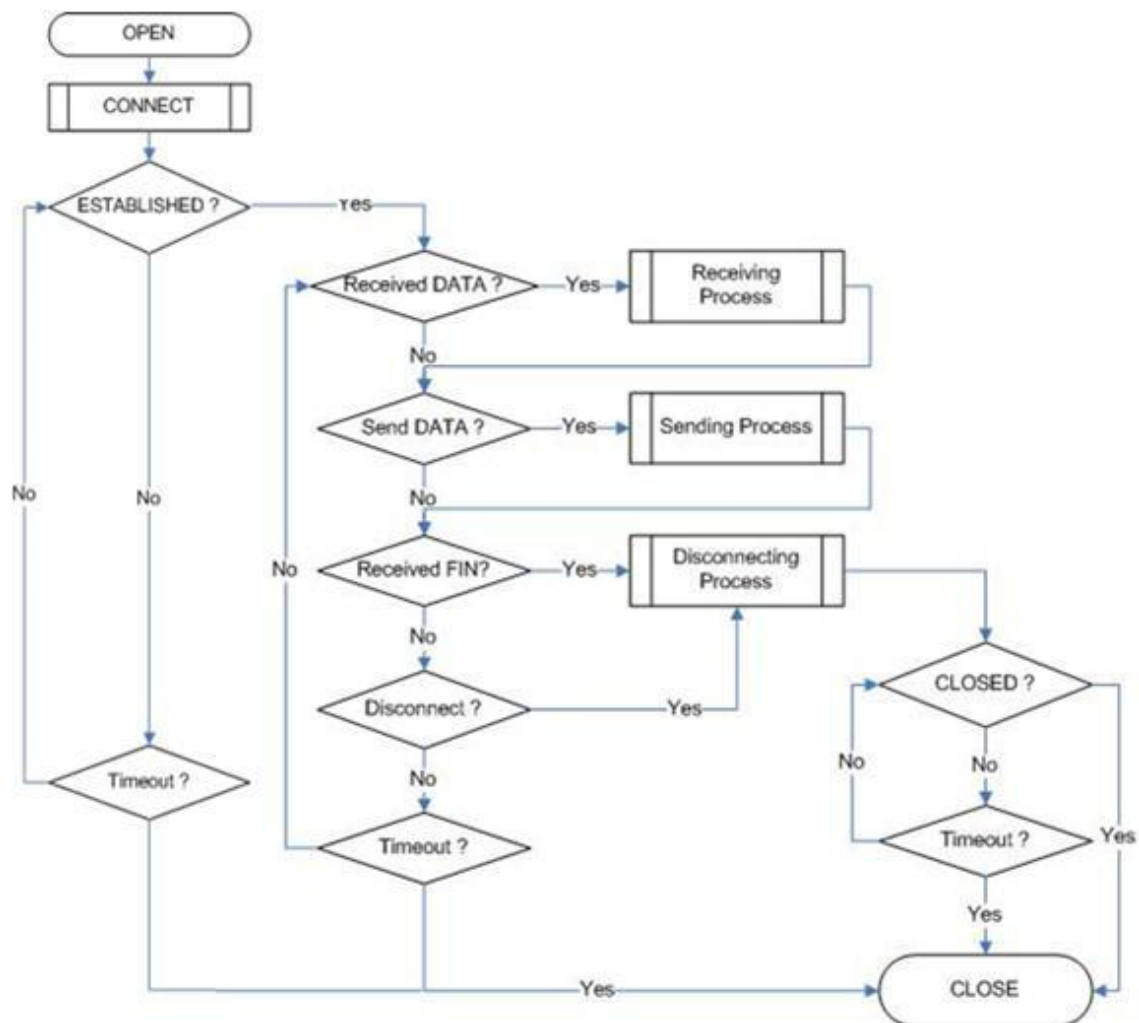 OPEN
CONNECT
ESTABLISHED ?
Yes
Received DATA ?
Yes
Receiving
Process
No
Send DATA ?
Yes
Sending Process
No
No
No
Received FIN?
Yes
Disconnecting
Process
No
No
CLOSED ?
Disconnect ?
Yes
No
No
Timeout ?
No
Timeout ?
Timeout ?
Yes
Yes
CLOSE
Yes